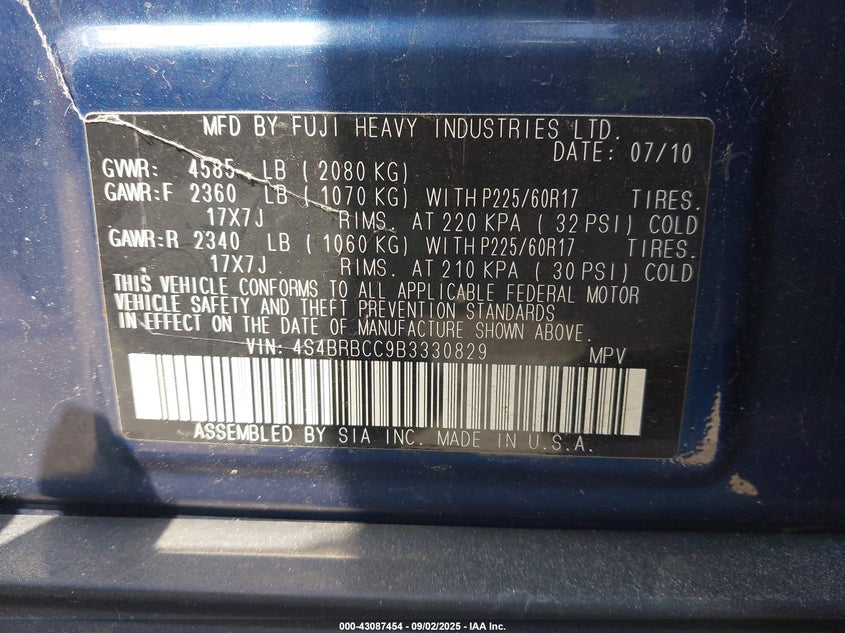 MFD BY FUJI HEAVY INDUSTRIES LTD.
DATE: 07/10
GVWR: 4585 LB ( 2080 KG)
GAWR:F 2360 LB ( 1070 KG) WITH P225/60R17 TIRES.
17X7J RIMS. AT 220 KPA ( 32 PSI) COLD
GAWR:R 2340 LB ( 1060 KG) WITH P225/60R17 TIRES.
17X7J RIMS. AT 210 KPA ( 30 PSI) COLD
THIS VEHICLE CONFORMS TO ALL APPLICABLE FEDERAL MOTOR
VEHICLE SAFETY AND THEFT PREVENTION STANDARDS
IN EFFECT ON THE DATE OF MANUFACTURE SHOWN ABOVE.
VIN: 4S4BRBCC9B3330829 MPV
ASSEMBLED BY SIA INC. MADE IN U.S.A.
000-43087454 - 09/02/2025 - IAA Inc.